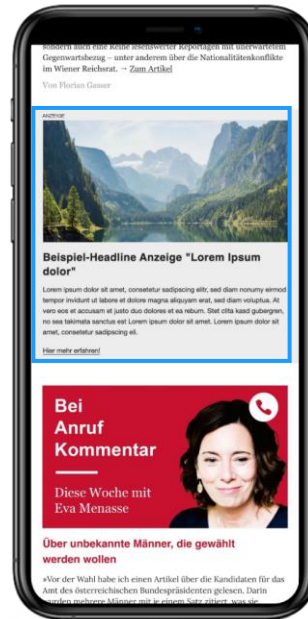 sondern auch eine Reihe lesenswerter Reportagen mit unerwartetem
Gegenwartsbezug – unter anderem über die Nationalitätenkonflikte
im Wiener Reichsrat. → Zum Artikel
Von Florian Gasser
ANZEIGE
Beispiel-Headline Anzeige "Lorem Ipsum
dolor"
Lorem ipsum dolor sit amet, consetetur sadipscing elitr, sed diam nonumy eirmod
tempor invidunt ut labore et dolore magna aliquyam erat, sed diam voluptua. At
vero eos et accusam et justo duo dolores et ea rebum. Stet clita kasd gubergren,
no sea takimata sanctus est Lorem ipsum dolor sit amet. Lorem ipsum dolor sit
amet, consetetur sadipscing eli.
Hier mehr erfahren!
Bei
Anruf
Kommentar
Diese Woche mit
Eva Menasse
Über unbekannte Männer, die gewählt
werden wollen
»Vor der Wahl habe ich einen Artikel über die Kandidaten für das
Amt des österreichischen Bundespräsidenten gelesen. Darin
wurden mehrere Männer mit je einem Satz zitiert, was sie